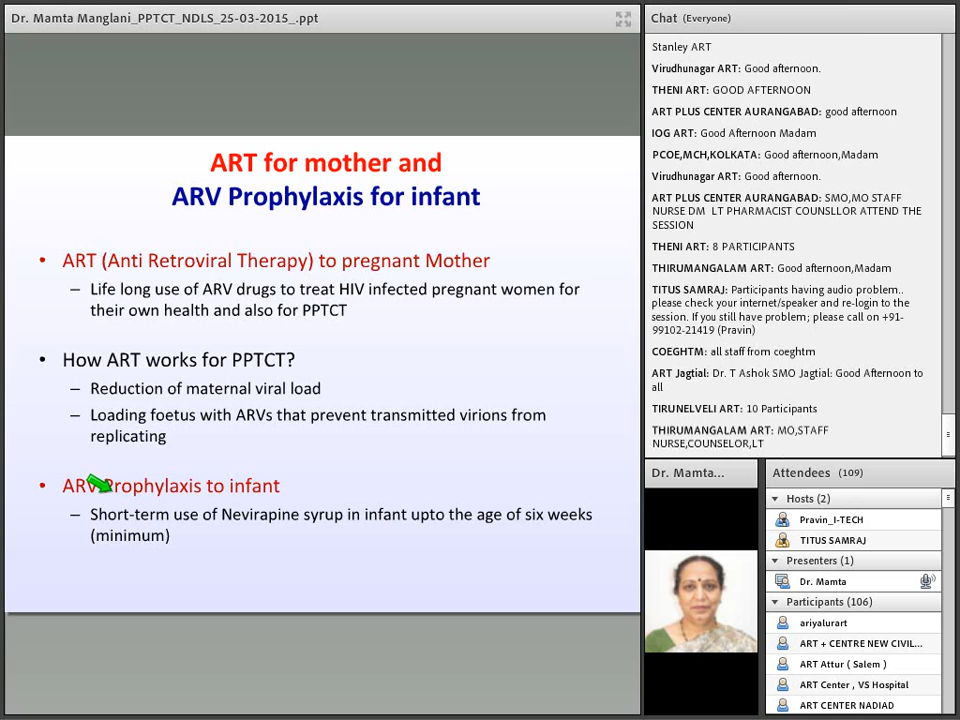 Dr. Mamta Manglani_PPTCT_NDLS_25-03-2015_.ppt
ART for mother and
ARV Prophylaxis for infant
• ART (Anti Retroviral Therapy) to pregnant Mother
– Life long use of ARV drugs to treat HIV infected pregnant women for
their own health and also for PPTCT
• How ART works for PPTCT?
– Reduction of maternal viral load
– Loading foetus with ARVs that prevent transmitted virions from
replicating
• ARV Prophylaxis to infant
– Short-term use of Nevirapine syrup in infant upto the age of six weeks
(minimum)
Chat (Everyone)
Stanley ART
Virudhunagar ART: Good afternoon.
THENI ART: GOOD AFTERNOON
ART PLUS CENTER AURANGABAD: good afternoon
IOG ART: Good Afternoon Madam
PCOE,MCH,KOLKATA: Good afternoon,Madam
Virudhunagar ART: Good afternoon.
ART PLUS CENTER AURANGABAD: SMO,MO STAFF
NURSE DM LT PHARMACIST COUNSLLOR ATTEND THE
SESSION
THENI ART: 8 PARTICIPANTS
THIRUMANGALAM ART: Good afternoon,Madam
TITUS SAMRAJ: Participants having audio problem..
please check your internet/speaker and re-login to the
session. If you still have problem; please call on +91-
99102-21419 (Pravin)
COEGHTM: all staff from coeghtm
ART Jagtial: Dr. T Ashok SMO Jagtial: Good Afternoon to
all
TIRUNELVELI ART: 10 Participants
THIRUMANGALAM ART: MO,STAFF
NURSE,COUNSELOR,LT
Dr. Mamta...
Attendees (109)
Hosts (2)
Pravin_I-TECH
TITUS SAMRAJ
Presenters (1)
Dr. Mamta
Participants (106)
ariyalurart
ART + CENTRE NEW CIVIL...
ART Attur ( Salem )
ART Center , VS Hospital
ART CENTER NADIAD